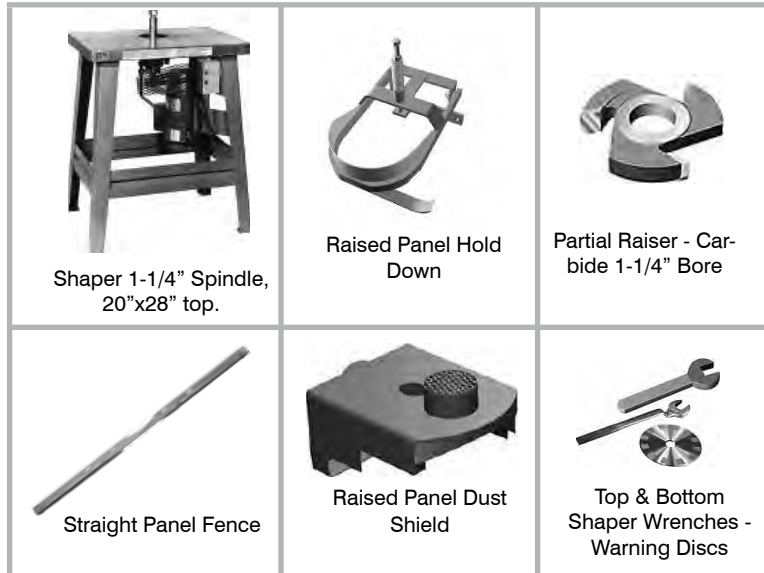 Shaper 1-1/4” Spindle,
20”x28” top.
Raised Panel Hold
Down
Partial Raiser - Car-
bide 1-1/4” Bore
Straight Panel Fence
Raised Panel Dust
Shield
Top & Bottom
Shaper Wrenches -
Warning Discs